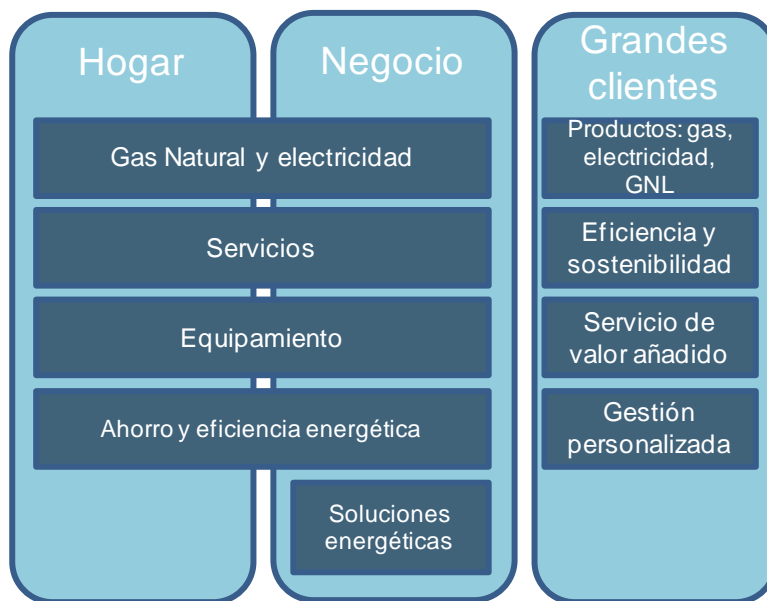 Hogar
Negocio
Grandes
clientes
Gas Natural y electricidad
Servicios
Equipamiento
Ahorro y eficiencia energética
Soluciones
energéticas
Productos: gas,
electricidad,
GNL
Eficiencia y
sostenibilidad
Servicio de
valor añadido
Gestión
personalizada